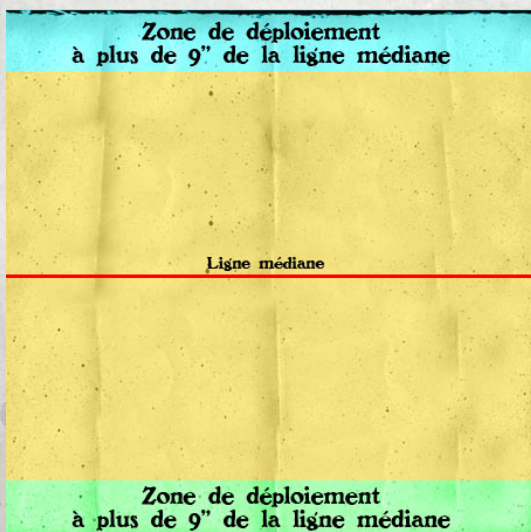 Zone de déploiement
à plus de 9” de la ligne médiane
Ligne médiane
Zone de déploiement
à plus de 9” de la ligne médiane